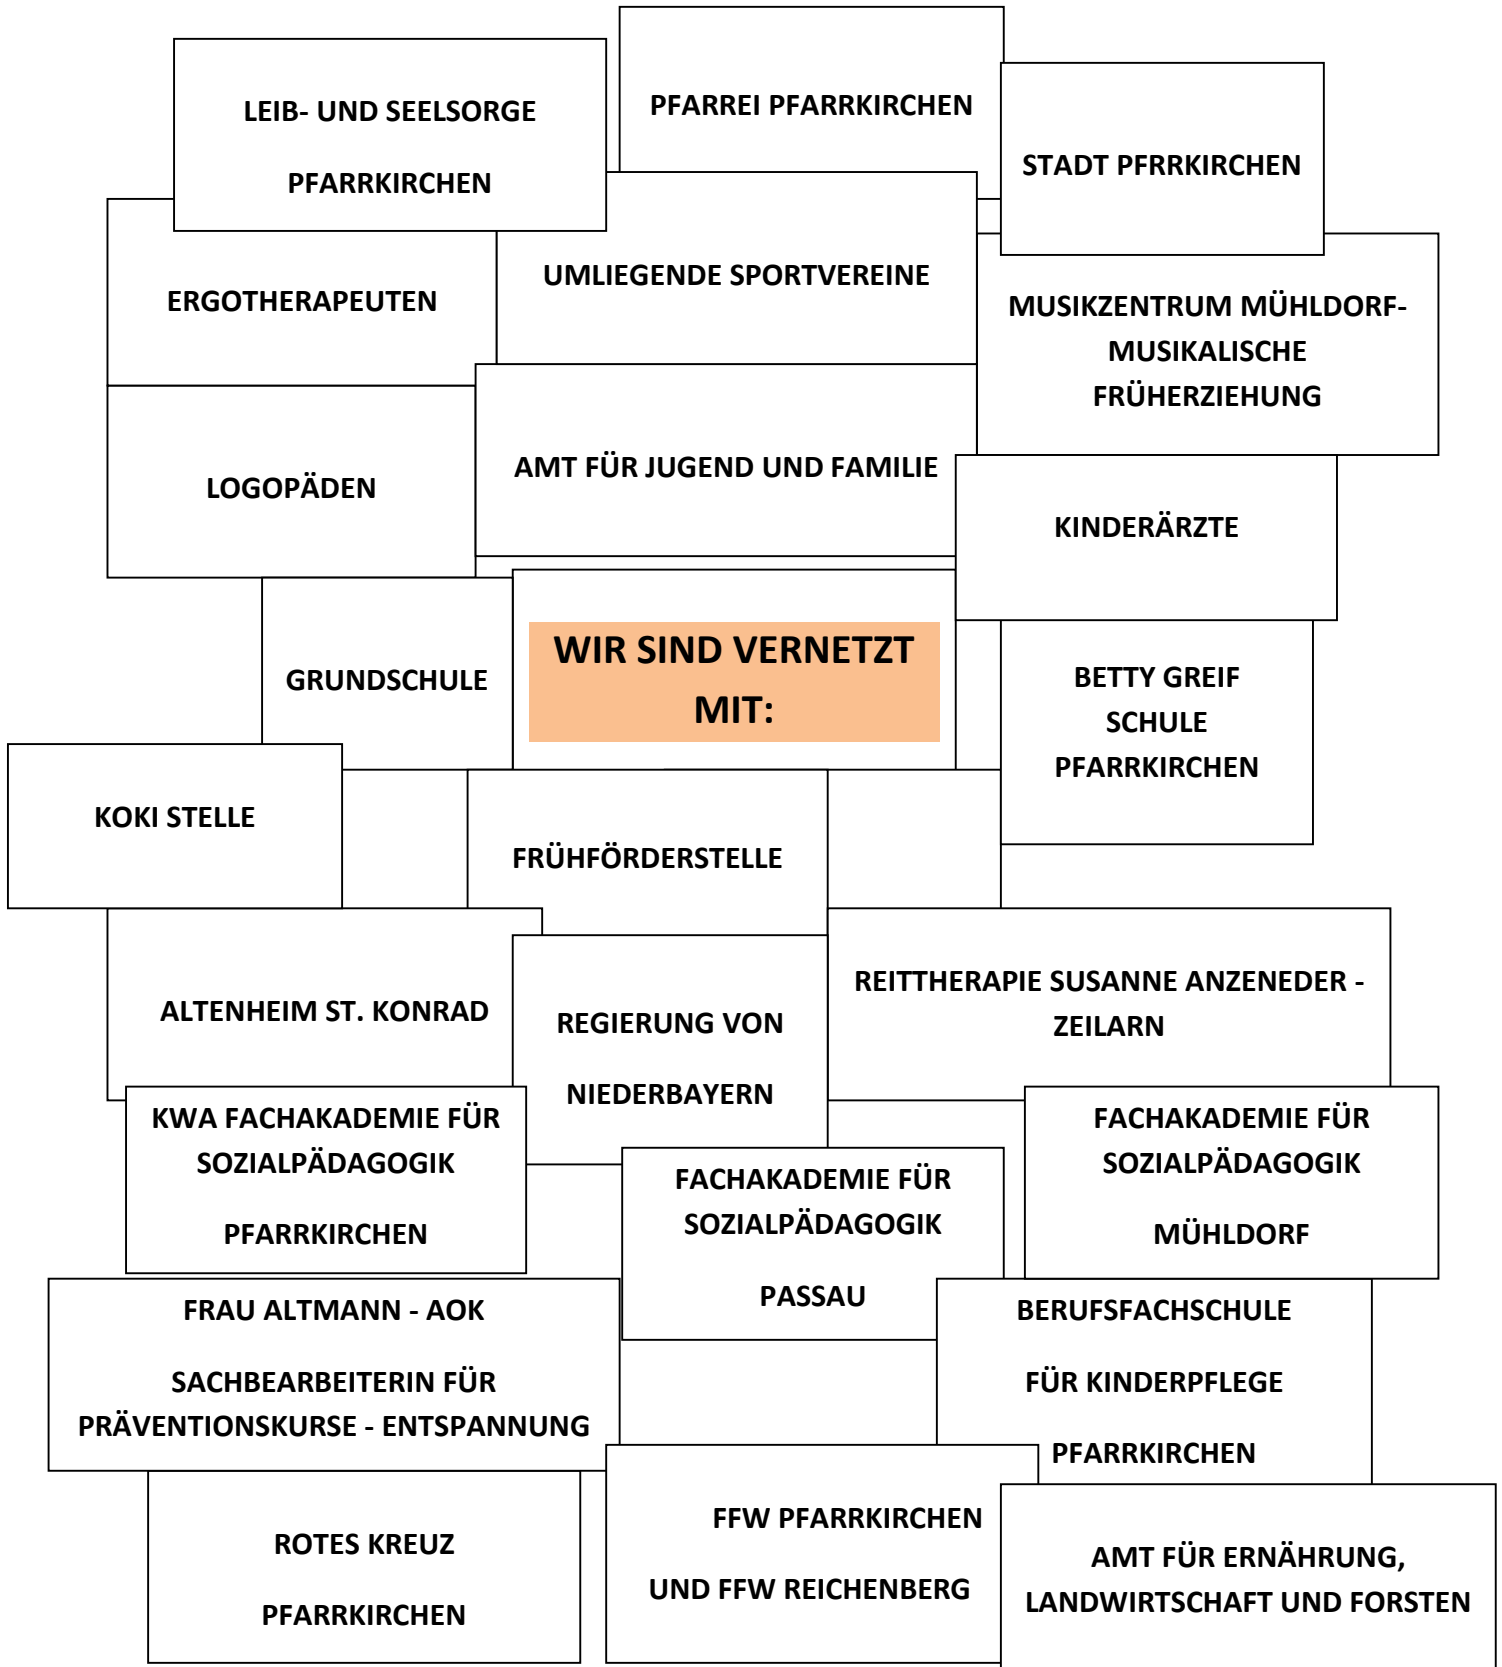 LEIB- UND SEELSORGE
PFARRKIRCHEN
PFARREI PFARRKIRCHEN
STADT PFRRKIRCHEN
ERGOTHERAPEUTEN
UMLIEGENDE SPORTVEREINE
MUSIKZENTRUM MÜHLDORF-
MUSIKALISCHE
FRÜHERZIEHUNG
LOGOPÄDEN
AMT FÜR JUGEND UND FAMILIE
KINDERÄRZTE
GRUNDSCHULE
WIR SIND VERNETZT
MIT:
BETTY GREIF
SCHULE
PFARRKIRCHEN
KOKI STELLE
FRÜHFÖRDERSTELLE
ALTENHEIM ST. KONRAD
REGIERUNG VON
NIEDERBAYERN
REITTHERAPIE SUSANNE ANZENEDER -
ZEILARN
KWA FACHAKADEMIE FÜR
SOZIALPÄDAGOGIK
PFARRKIRCHEN
FACHAKADEMIE FÜR
SOZIALPÄDAGOGIK
PASSAU
FACHAKADEMIE FÜR
SOZIALPÄDAGOGIK
MÜHLDORF
FRAU ALTMANN - AOK
SACHBEARBEITERIN FÜR
PRÄVENTIONSKURSE - ENTSPANNUNG
BERUFSFACHSCHULE
FÜR KINDERPFLEGE
PFARRKIRCHEN
ROTES KREUZ
PFARRKIRCHEN
FFW PFARRKIRCHEN
UND FFW REICHENBERG
AMT FÜR ERNÄHRUNG,
LANDWIRTSCHAFT UND FORSTEN